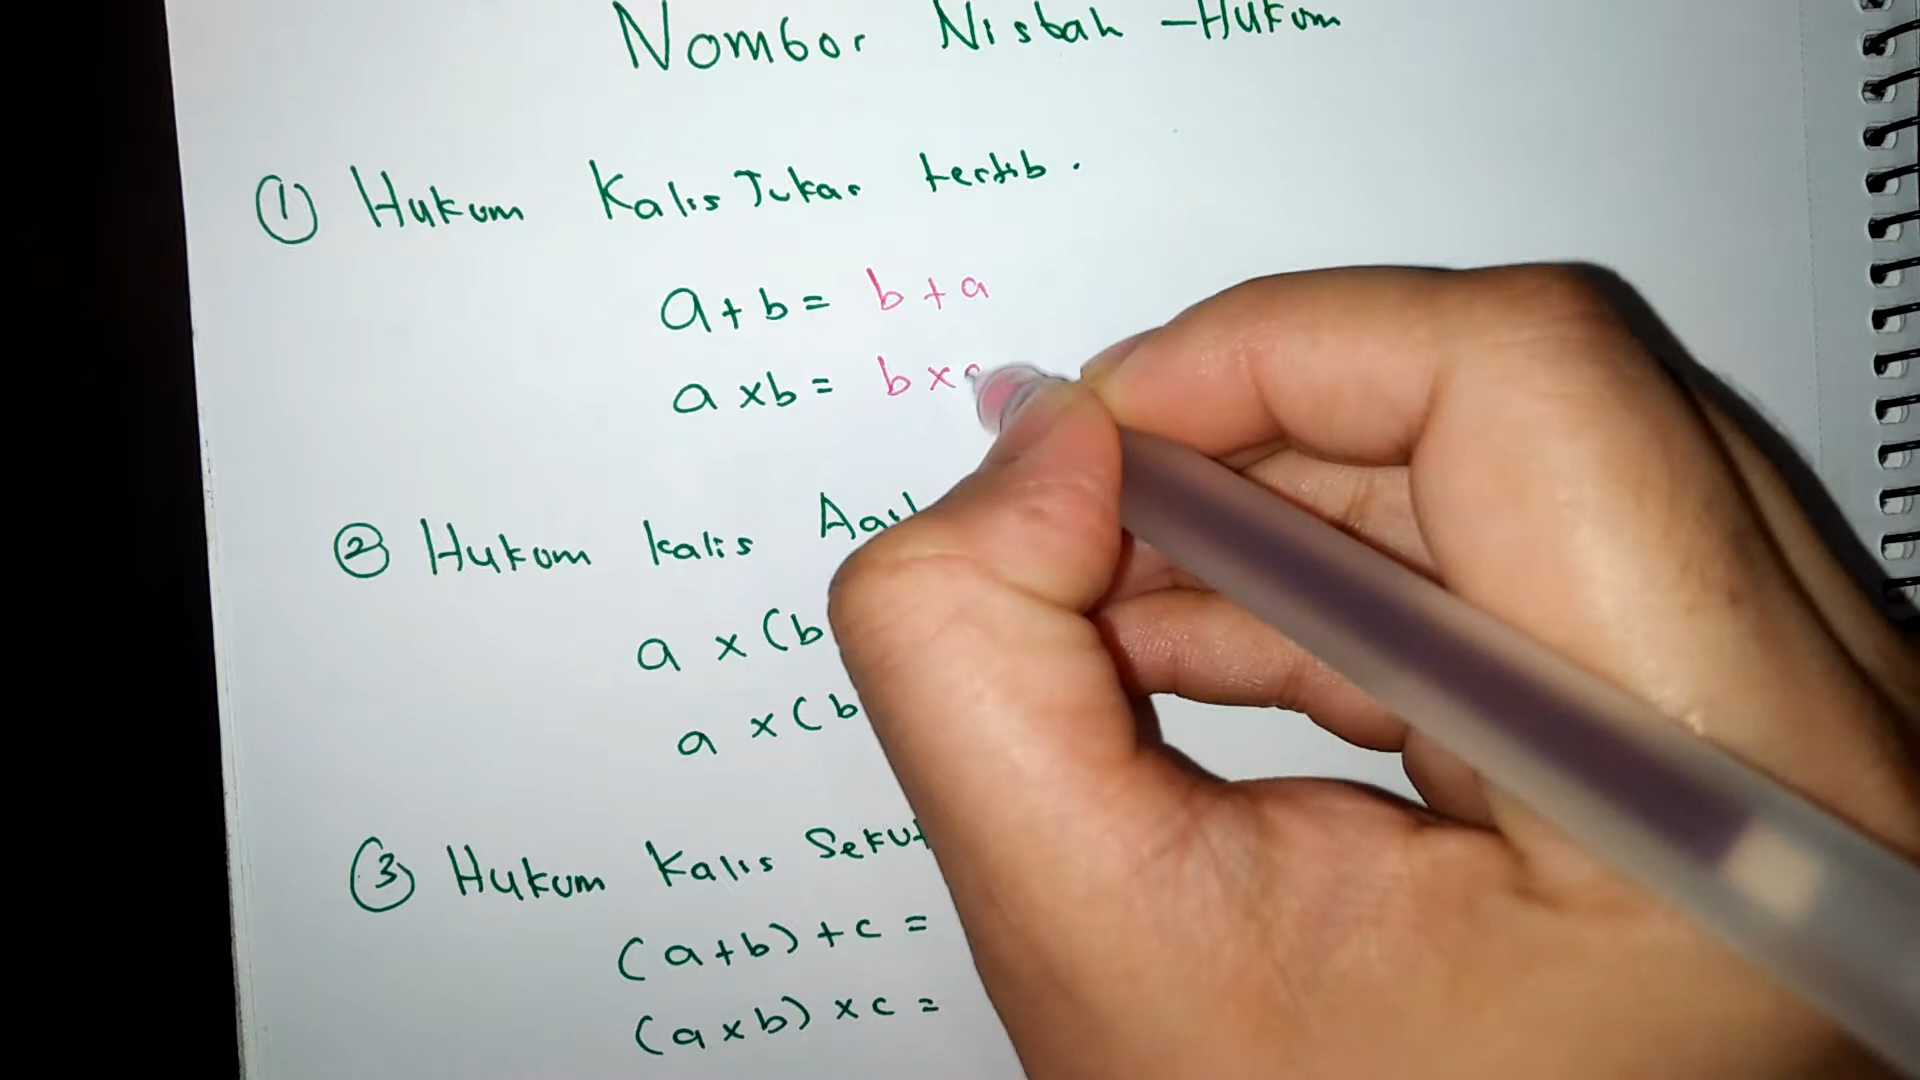 Nombor Nisbah - Hukum
① Hukum Kalis Tukar tertib.
a + b = b + a
a × b = b ×
② Hukum kalis
a × (b
a × (b
③ Hukum Kalis
(a + b) + c =
(a × b) × c =